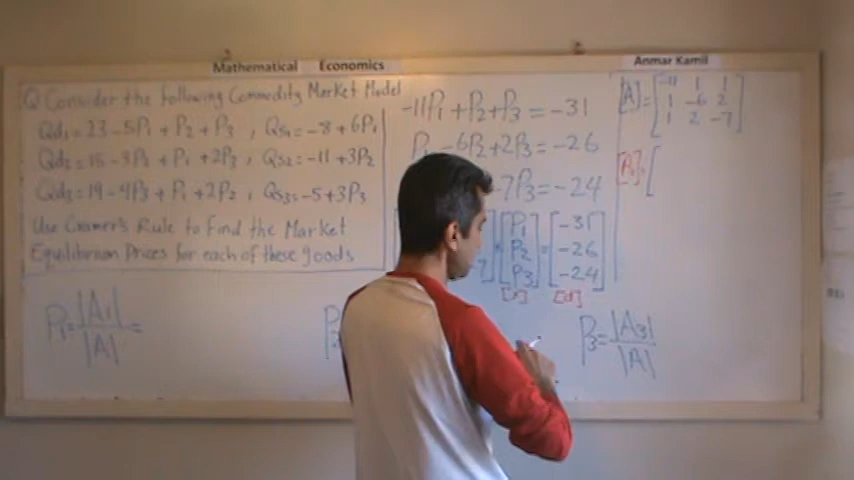 Mathematical Economics
Anmar Kamil
Q Consider the following Commodity Market Model
Qd1 = 23 - 5P1 + P2 + P3 , Qs1 = -8 + 6P1
Qd2 = 15 - 3P2 + P1 + 2P3 , Qs2 = -11 + 3P2
Qd3 = 19 - 4P3 + P1 + 2P2 , Qs3 = -5 + 3P3
Use Cramer's Rule to Find the Market
Equilibrium Prices for each of these goods
-11P1 + P2 + P3 = -31
P1 - 6P2 + 2P3 = -26
7P3 = -24
P1 -31
P2 = -26
P3 -24
[d]
[A] = -11 1 1
1 -6 2
1 2 -7
[A1] = [
P1 = |A1| / |A| =
P3 = |A3| / |A|